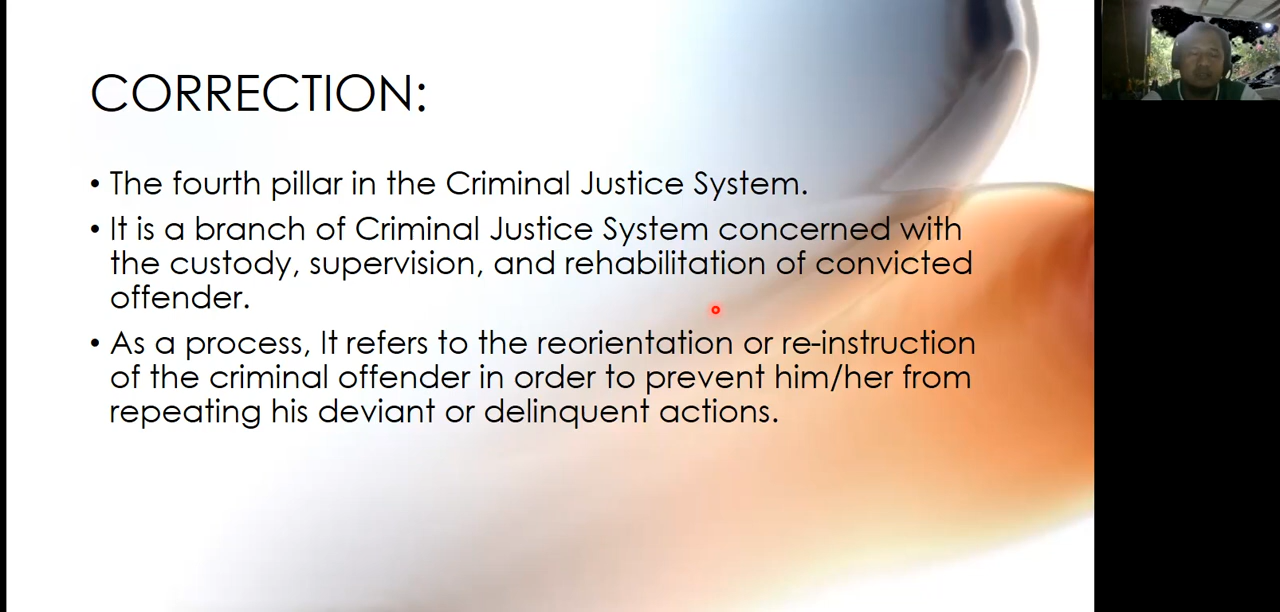 CORRECTION:
• The fourth pillar in the Criminal Justice System.
• It is a branch of Criminal Justice System concerned with
the custody, supervision, and rehabilitation of convicted
offender.
• As a process, It refers to the reorientation or re-instruction
of the criminal offender in order to prevent him/her from
repeating his deviant or delinquent actions.